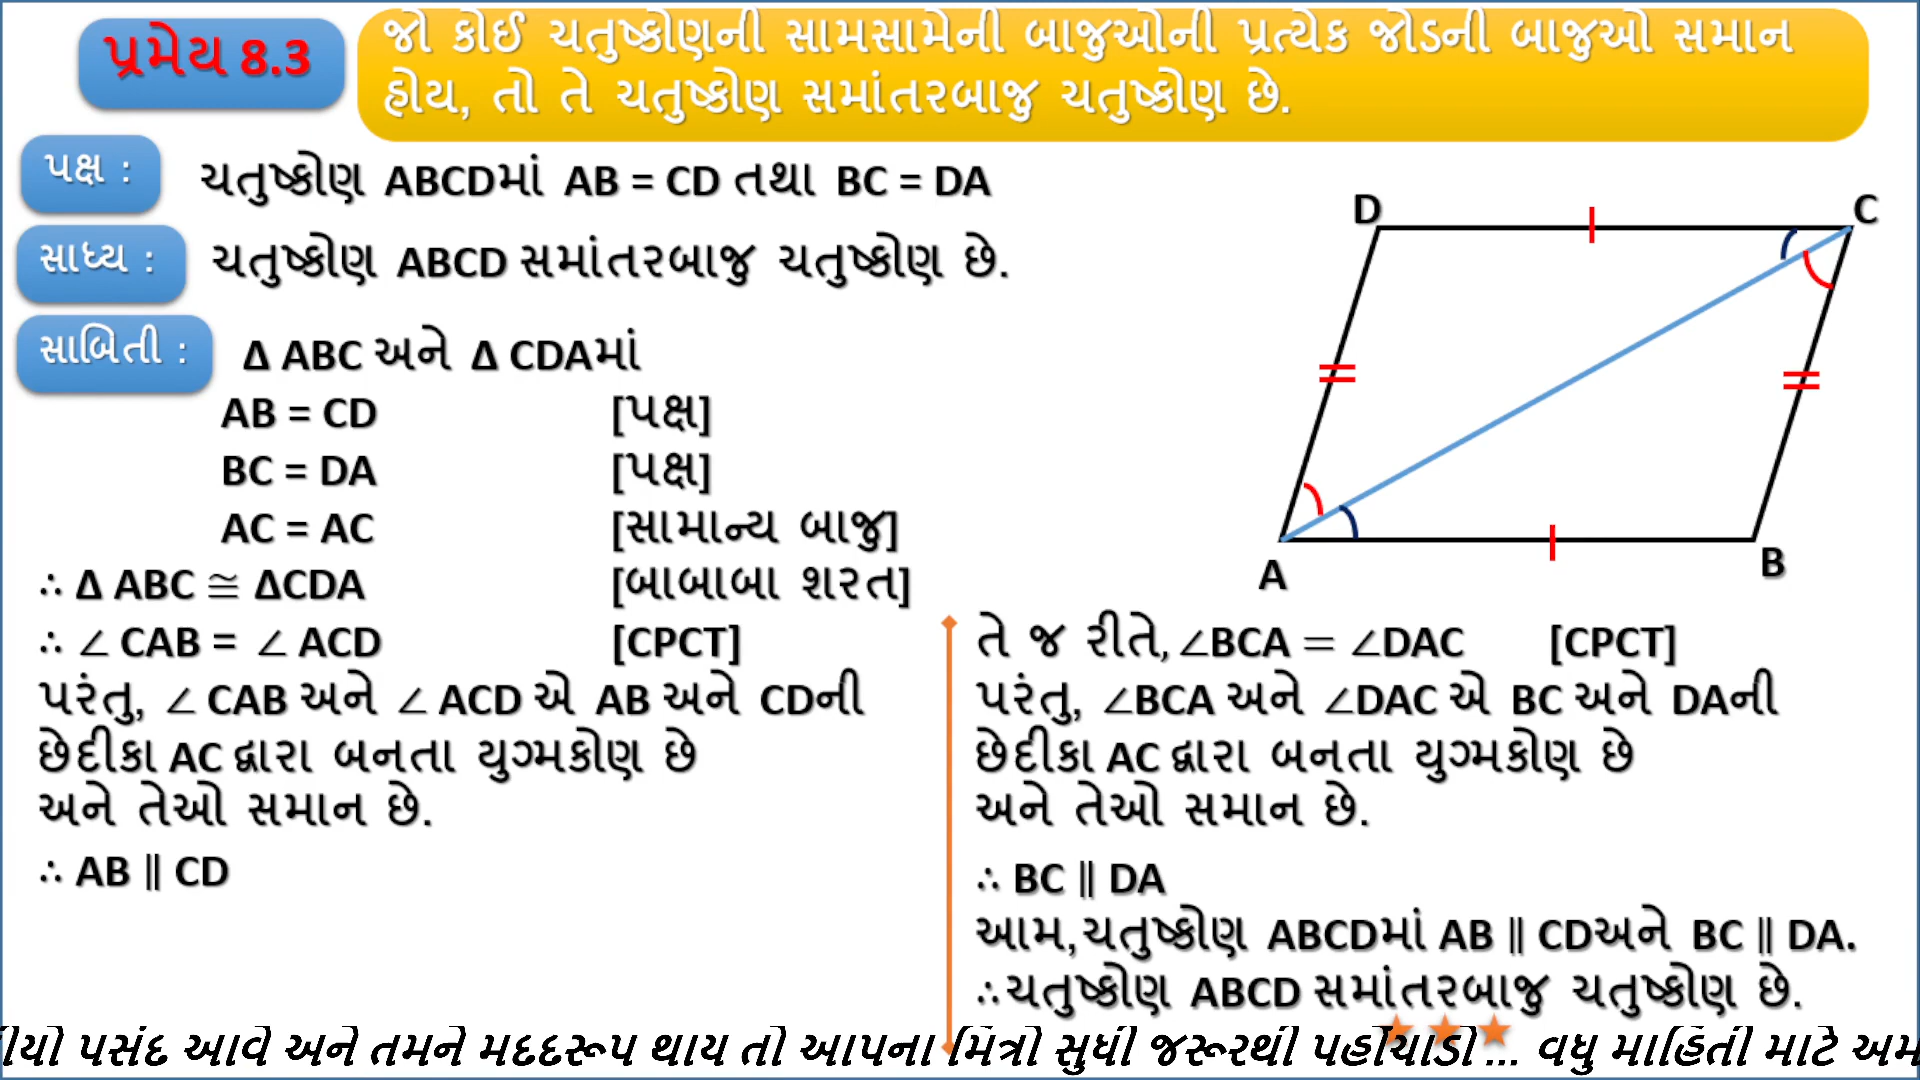 પ્રમેય 8.3
જો કોઈ ચતુષ્કોણની સામસામેની બાજુઓની પ્રત્યેક જોડની બાજુઓ સમાન
હોય, તો તે ચતુષ્કોણ સમાંતરબાજુ ચતુષ્કોણ છે.
પક્ષ :
ચતુષ્કોણ ABCDમાં AB = CD તથા BC = DA
સાધ્ય :
ચતુષ્કોણ ABCD સમાંતરબાજુ ચતુષ્કોણ છે.
સાબિતી :
Δ ABC અને Δ CDAમાં
AB = CD [પક્ષ]
BC = DA [પક્ષ]
AC = AC [સામાન્ય બાજુ]
∴ Δ ABC ≅ ΔCDA [બાબાબા શરત]
∴ ∠ CAB = ∠ ACD [CPCT]
પરંતુ, ∠ CAB અને ∠ ACD એ AB અને CDની
છેદીકા AC દ્વારા બનતા યુગ્મકોણ છે
અને તેઓ સમાન છે.
∴ AB ∥ CD
D
C
A
B
તે જ રીતે, ∠BCA = ∠DAC [CPCT]
પરંતુ, ∠BCA અને ∠DAC એ BC અને DAની
છેદીકા AC દ્વારા બનતા યુગ્મકોણ છે
અને તેઓ સમાન છે.
∴ BC ∥ DA
આમ,ચતુષ્કોણ ABCDમાં AB ∥ CDઅને BC ∥ DA.
∴ચતુષ્કોણ ABCD સમાંતરબાજુ ચતુષ્કોણ છે.
પસંદ આવે અને તમને મદદરૂપ થાય તો આપના મિત્રો સુધી જરૂરથી પહોંચાડો ... વધુ માહિતી માટે